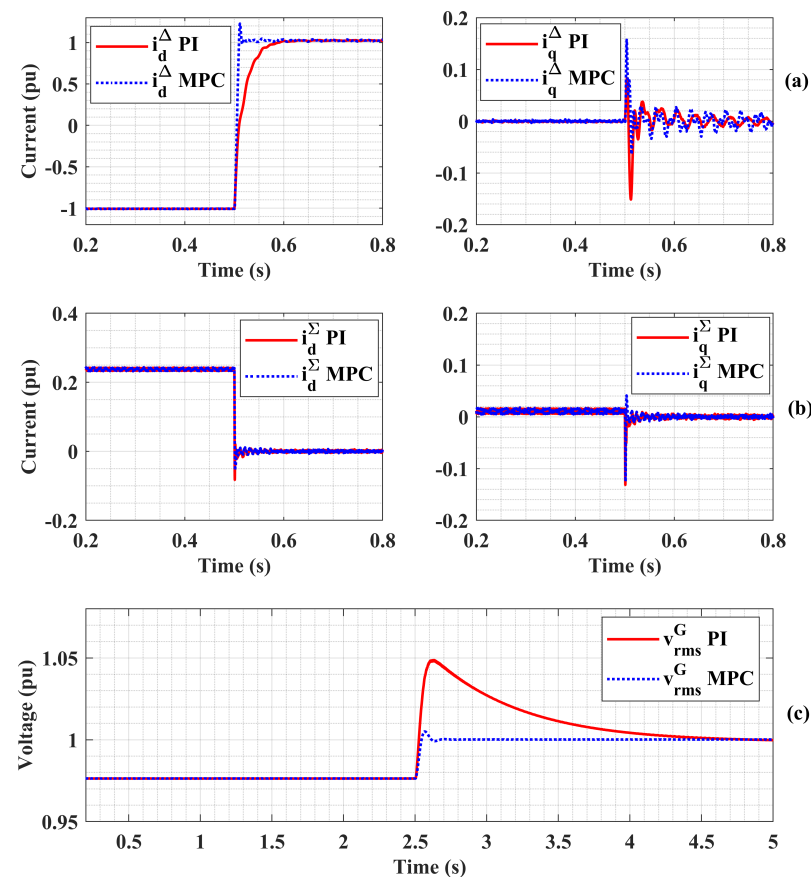 1
0.5
0
-0.5
-1
Current (pu)
i_d^Δ PI
i_d^Δ MPC
0.2 0.4 0.6 0.8
Time (s)
0.2
0.1
0
-0.1
-0.2
i_q^Δ PI
i_q^Δ MPC
0.2 0.4 0.6 0.8
Time (s)
(a)
0.4
0.2
0
-0.2
Current (pu)
i_d^Σ PI
i_d^Σ MPC
0.2 0.4 0.6 0.8
Time (s)
0.2
0.1
0
-0.1
-0.2
i_q^Σ PI
i_q^Σ MPC
0.2 0.4 0.6 0.8
Time (s)
(b)
1.05
1
0.95
Voltage (pu)
v_rms^G PI
v_rms^G MPC
(c)
0.5 1 1.5 2 2.5 3 3.5 4 4.5 5
Time (s)